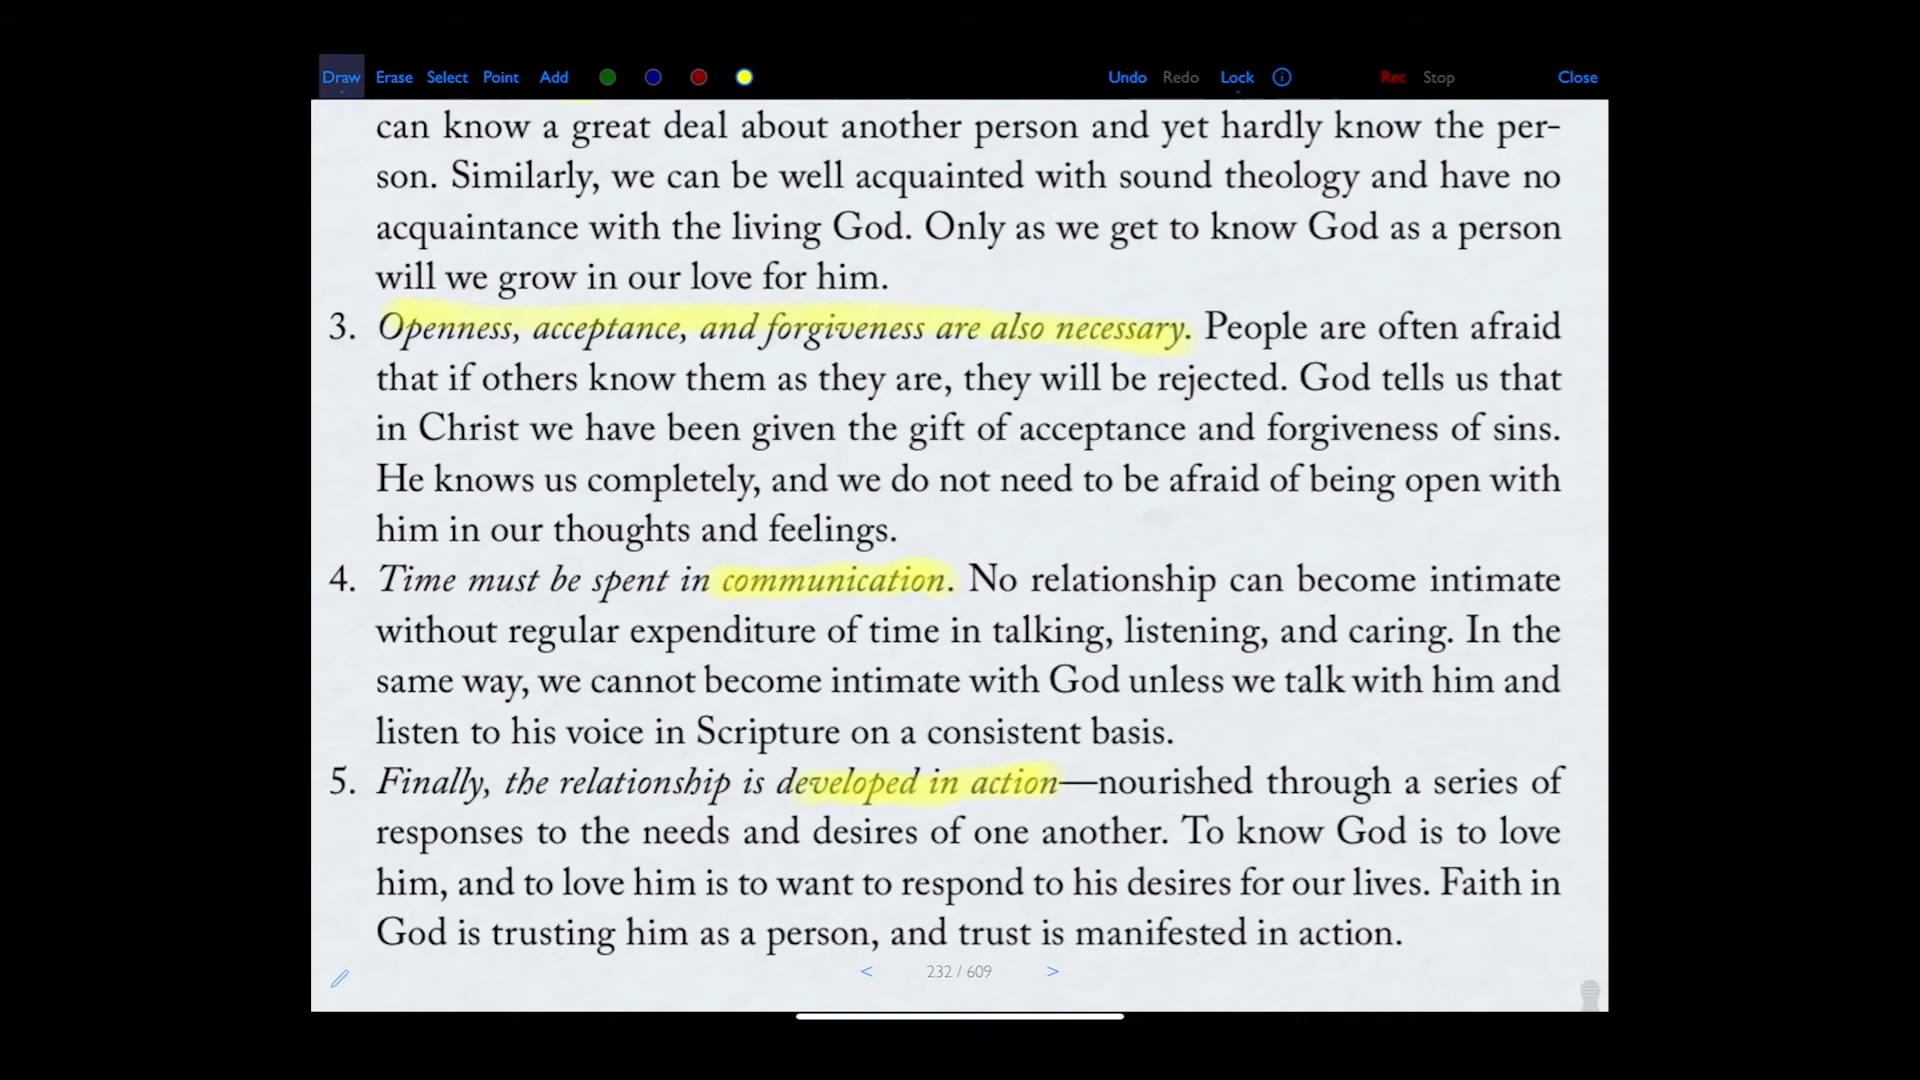 Draw Erase Select Point Add Undo Redo Lock Rec Stop Close
can know a great deal about another person and yet hardly know the per-
son. Similarly, we can be well acquainted with sound theology and have no
acquaintance with the living God. Only as we get to know God as a person
will we grow in our love for him.
3. Openness, acceptance, and forgiveness are also necessary. People are often afraid
that if others know them as they are, they will be rejected. God tells us that
in Christ we have been given the gift of acceptance and forgiveness of sins.
He knows us completely, and we do not need to be afraid of being open with
him in our thoughts and feelings.
4. Time must be spent in communication. No relationship can become intimate
without regular expenditure of time in talking, listening, and caring. In the
same way, we cannot become intimate with God unless we talk with him and
listen to his voice in Scripture on a consistent basis.
5. Finally, the relationship is developed in action—nourished through a series of
responses to the needs and desires of one another. To know God is to love
him, and to love him is to want to respond to his desires for our lives. Faith in
God is trusting him as a person, and trust is manifested in action.
< 232 / 609 >